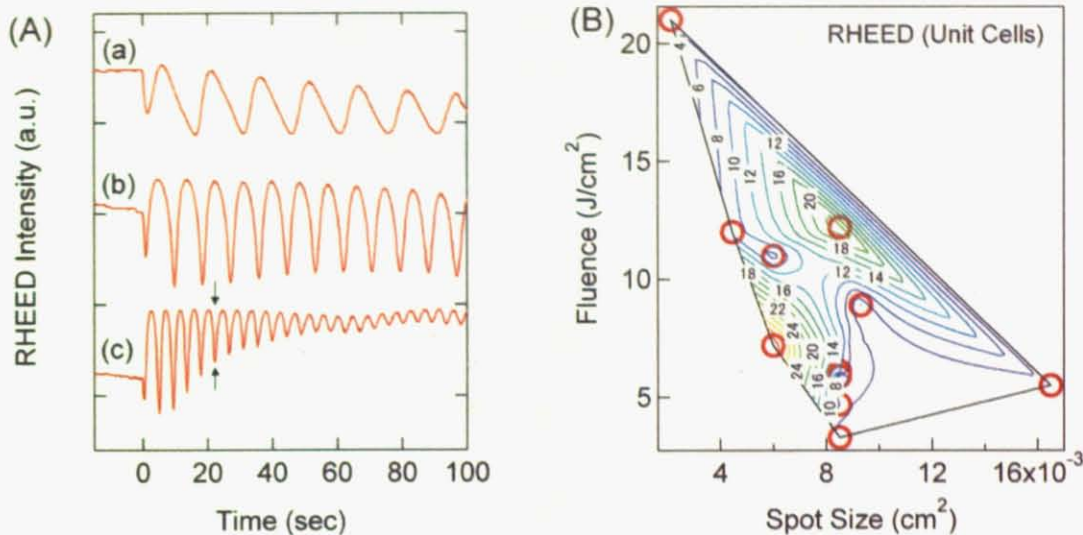 (A)
(a)
(b)
(c)
RHEED Intensity (a.u.)
0 20 40 60 80 100
Time (sec)
(B)
RHEED (Unit Cells)
20
15
10
5
Fluence (J/cm²)
4 8 12 16x10⁻³
Spot Size (cm²)
4
6
8
10
12
12
16
16
20
18
18
12
14
16
22
24
24
20
14
16
8
10